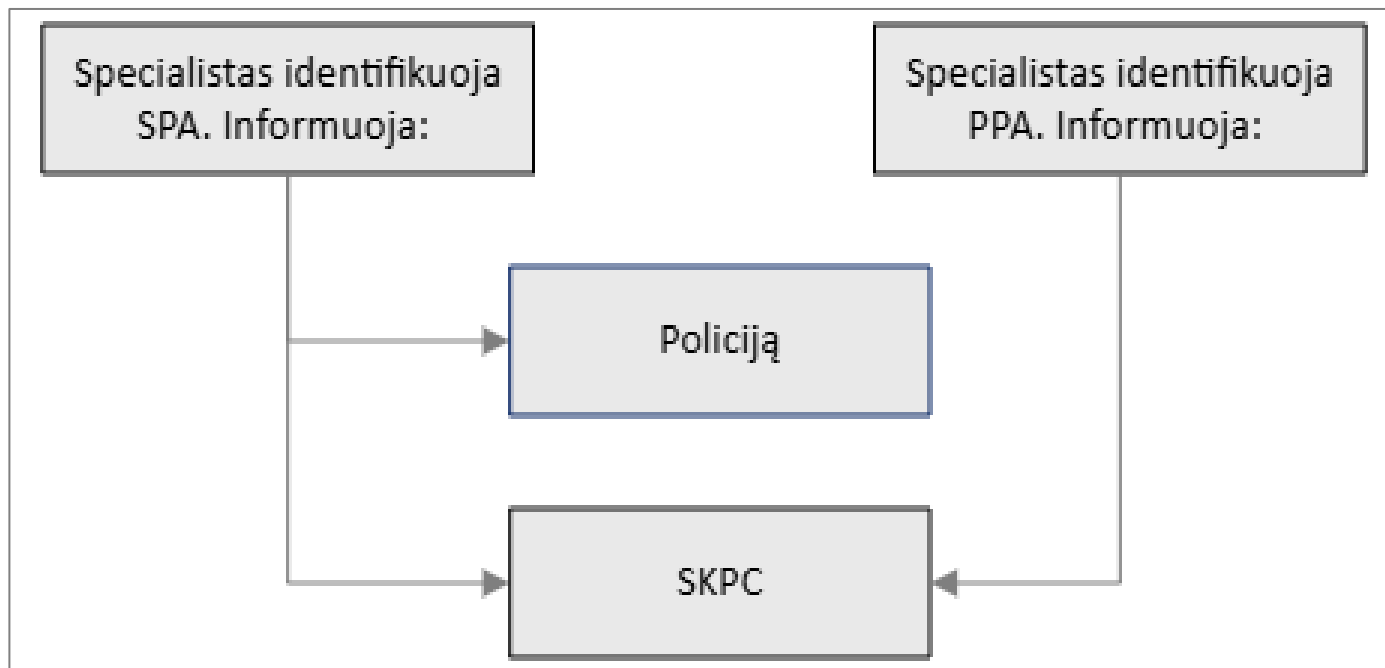 Specialistas identifikuoja
SPA. Informuoja:
Specialistas identifikuoja
PPA. Informuoja:
Policiją
SKPC